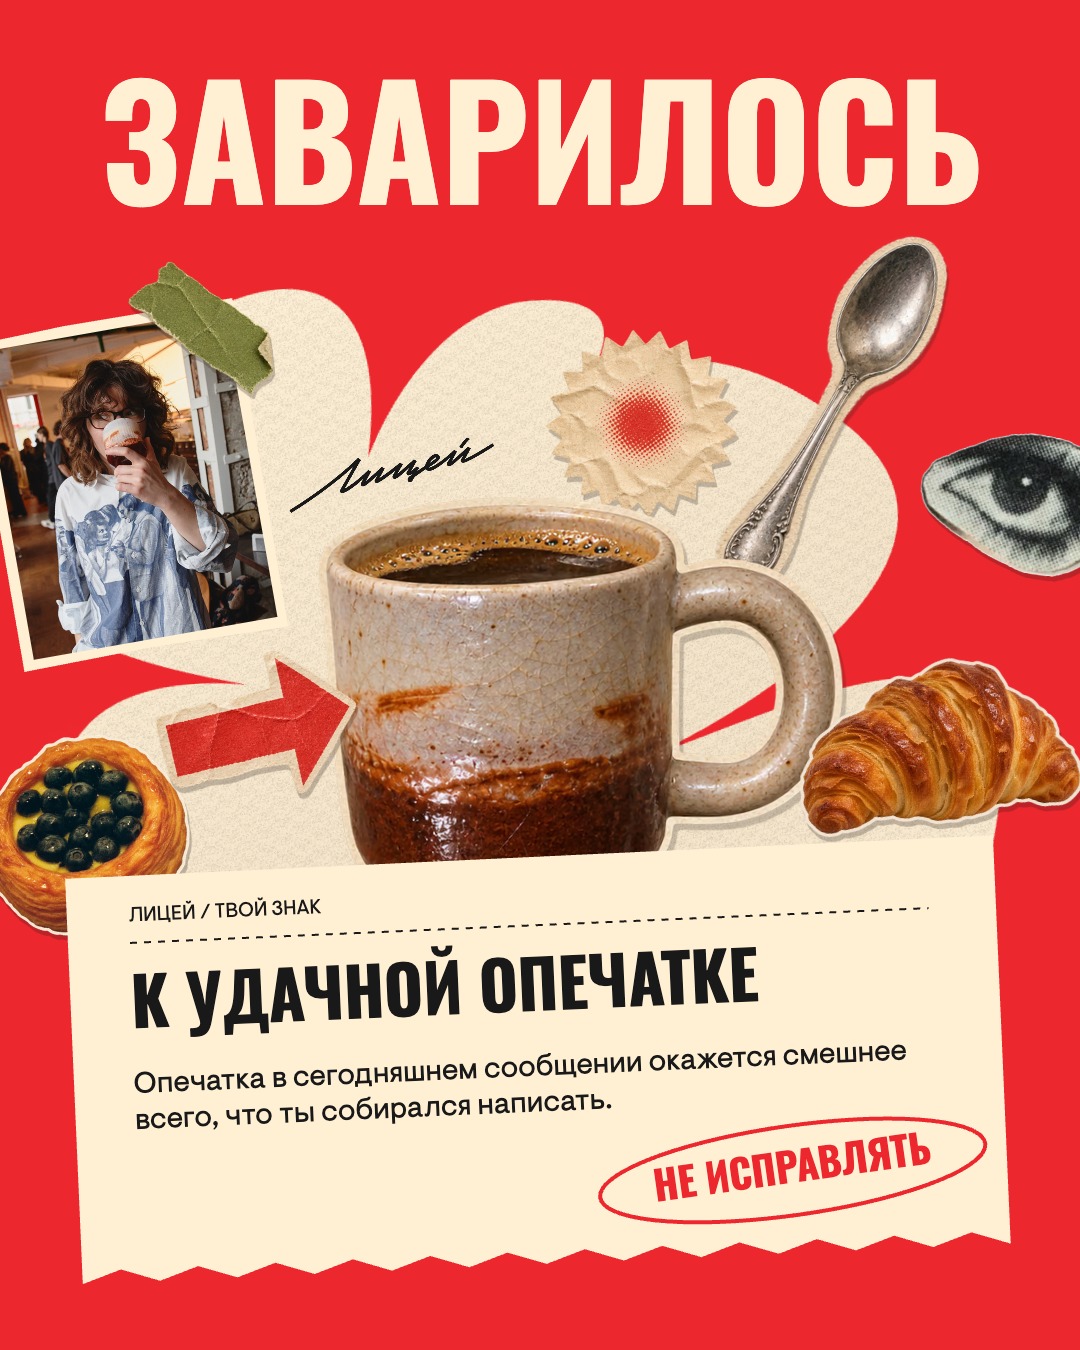 ЗАВАРИЛОСЬ
Лицей
ЛИЦЕЙ / ТВОЙ ЗНАК
К УДАЧНОЙ ОПЕЧАТКЕ
Опечатка в сегодняшнем сообщении окажется смешнее
всего, что ты собирался написать.
НЕ ИСПРАВЛЯТЬ